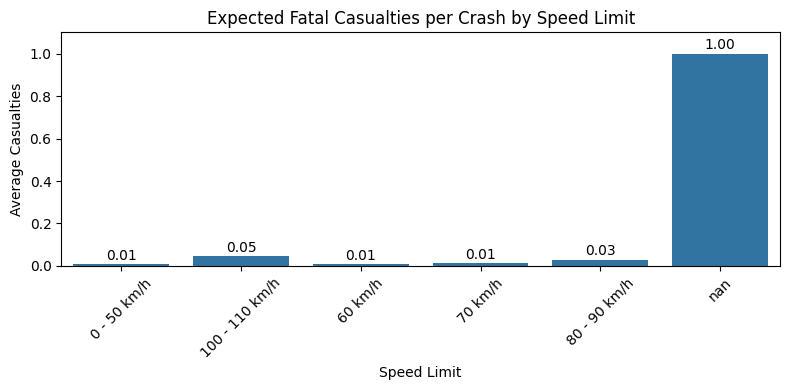 Expected Fatal Casualties per Crash by Speed Limit
Average Casualties
1.0
0.8
0.6
0.4
0.2
0.0
0.01
0.05
0.01
0.01
0.03
1.00
0 - 50 km/h
100 - 110 km/h
60 km/h
70 km/h
80 - 90 km/h
nan
Speed Limit